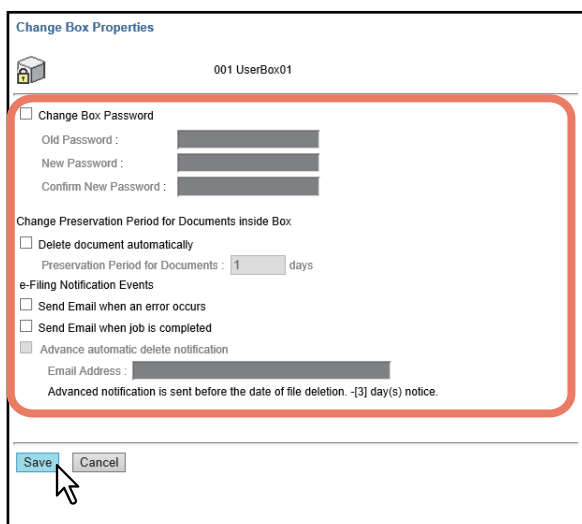 Change Box Properties
001 UserBox01
Change Box Password
Old Password :
New Password :
Confirm New Password :
Change Preservation Period for Documents inside Box
Delete document automatically
Preservation Period for Documents : 1 days
e-Filing Notification Events
Send Email when an error occurs
Send Email when job is completed
Advance automatic delete notification
Email Address :
Advanced notification is sent before the date of file deletion. -[3] day(s) notice.
Save Cancel